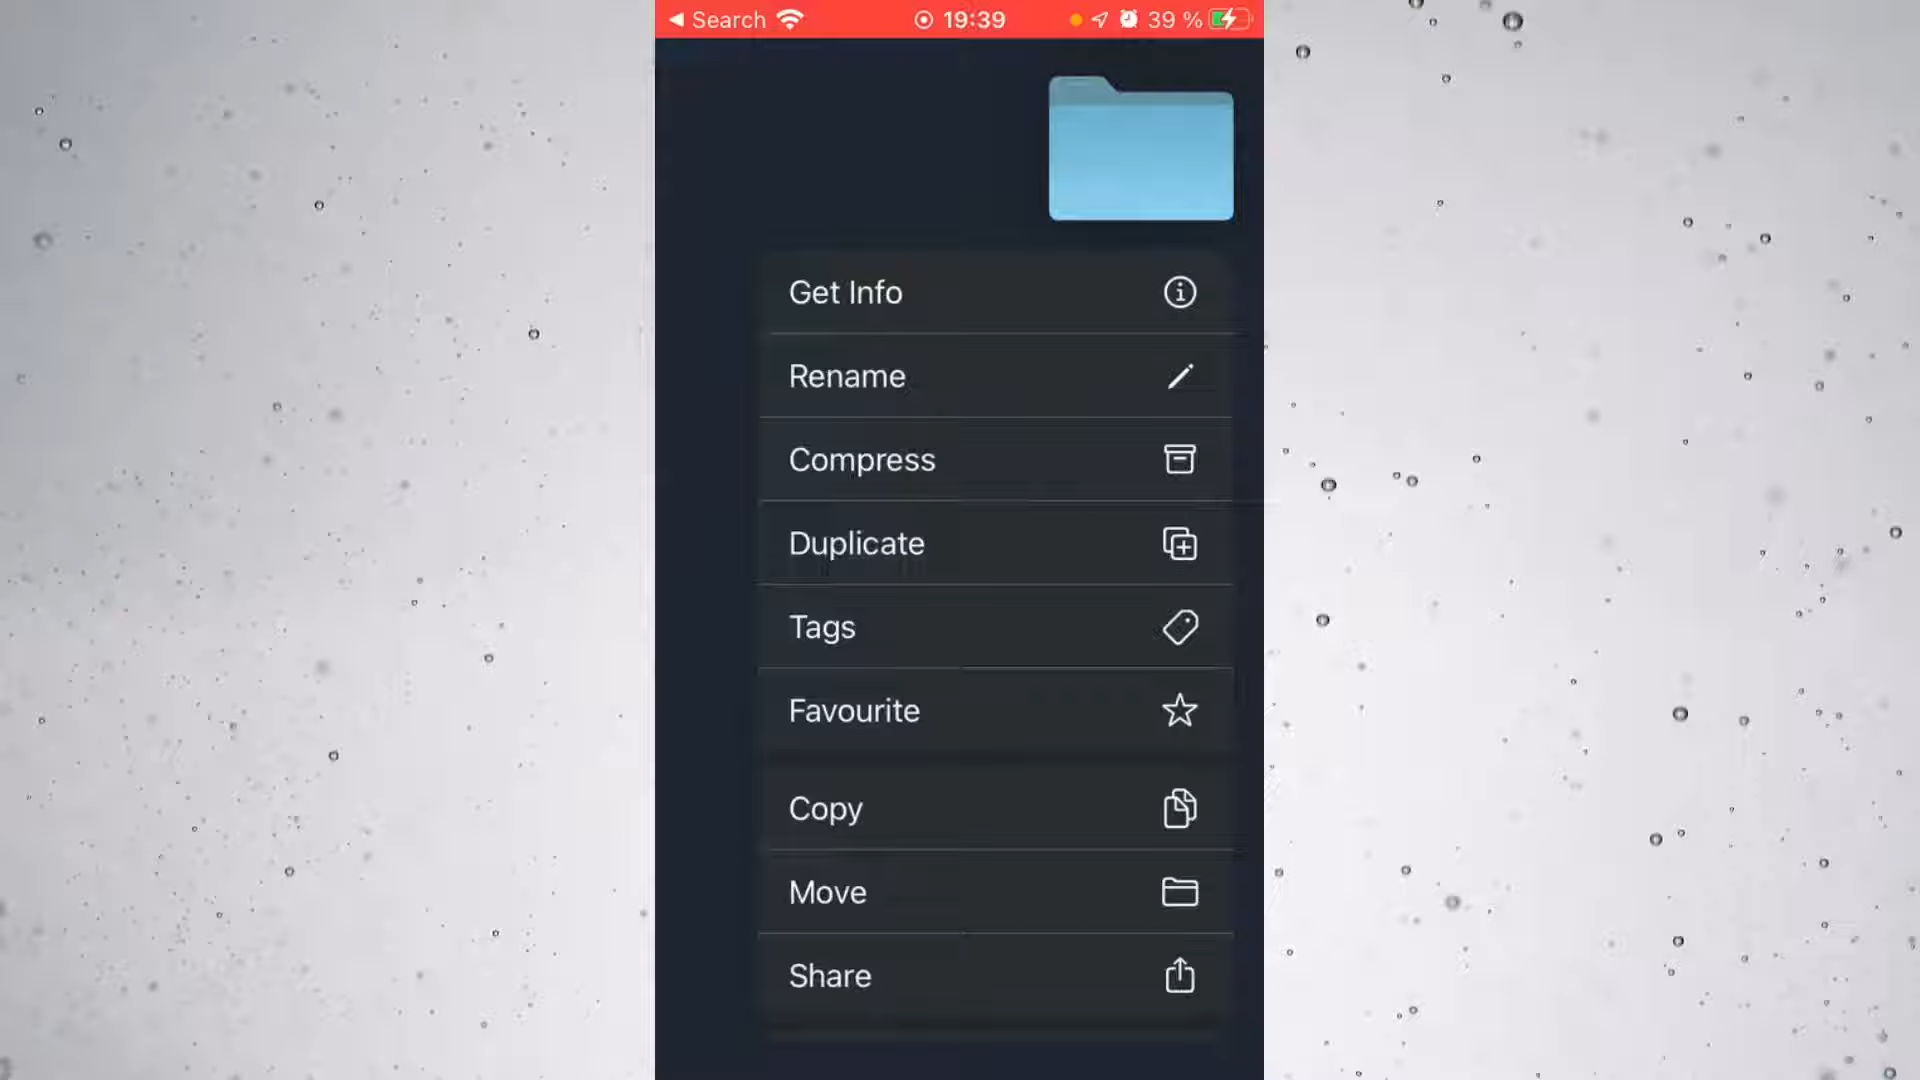 Search 19:39 39 %
Get Info
Rename
Compress
Duplicate
Tags
Favourite
Copy
Move
Share